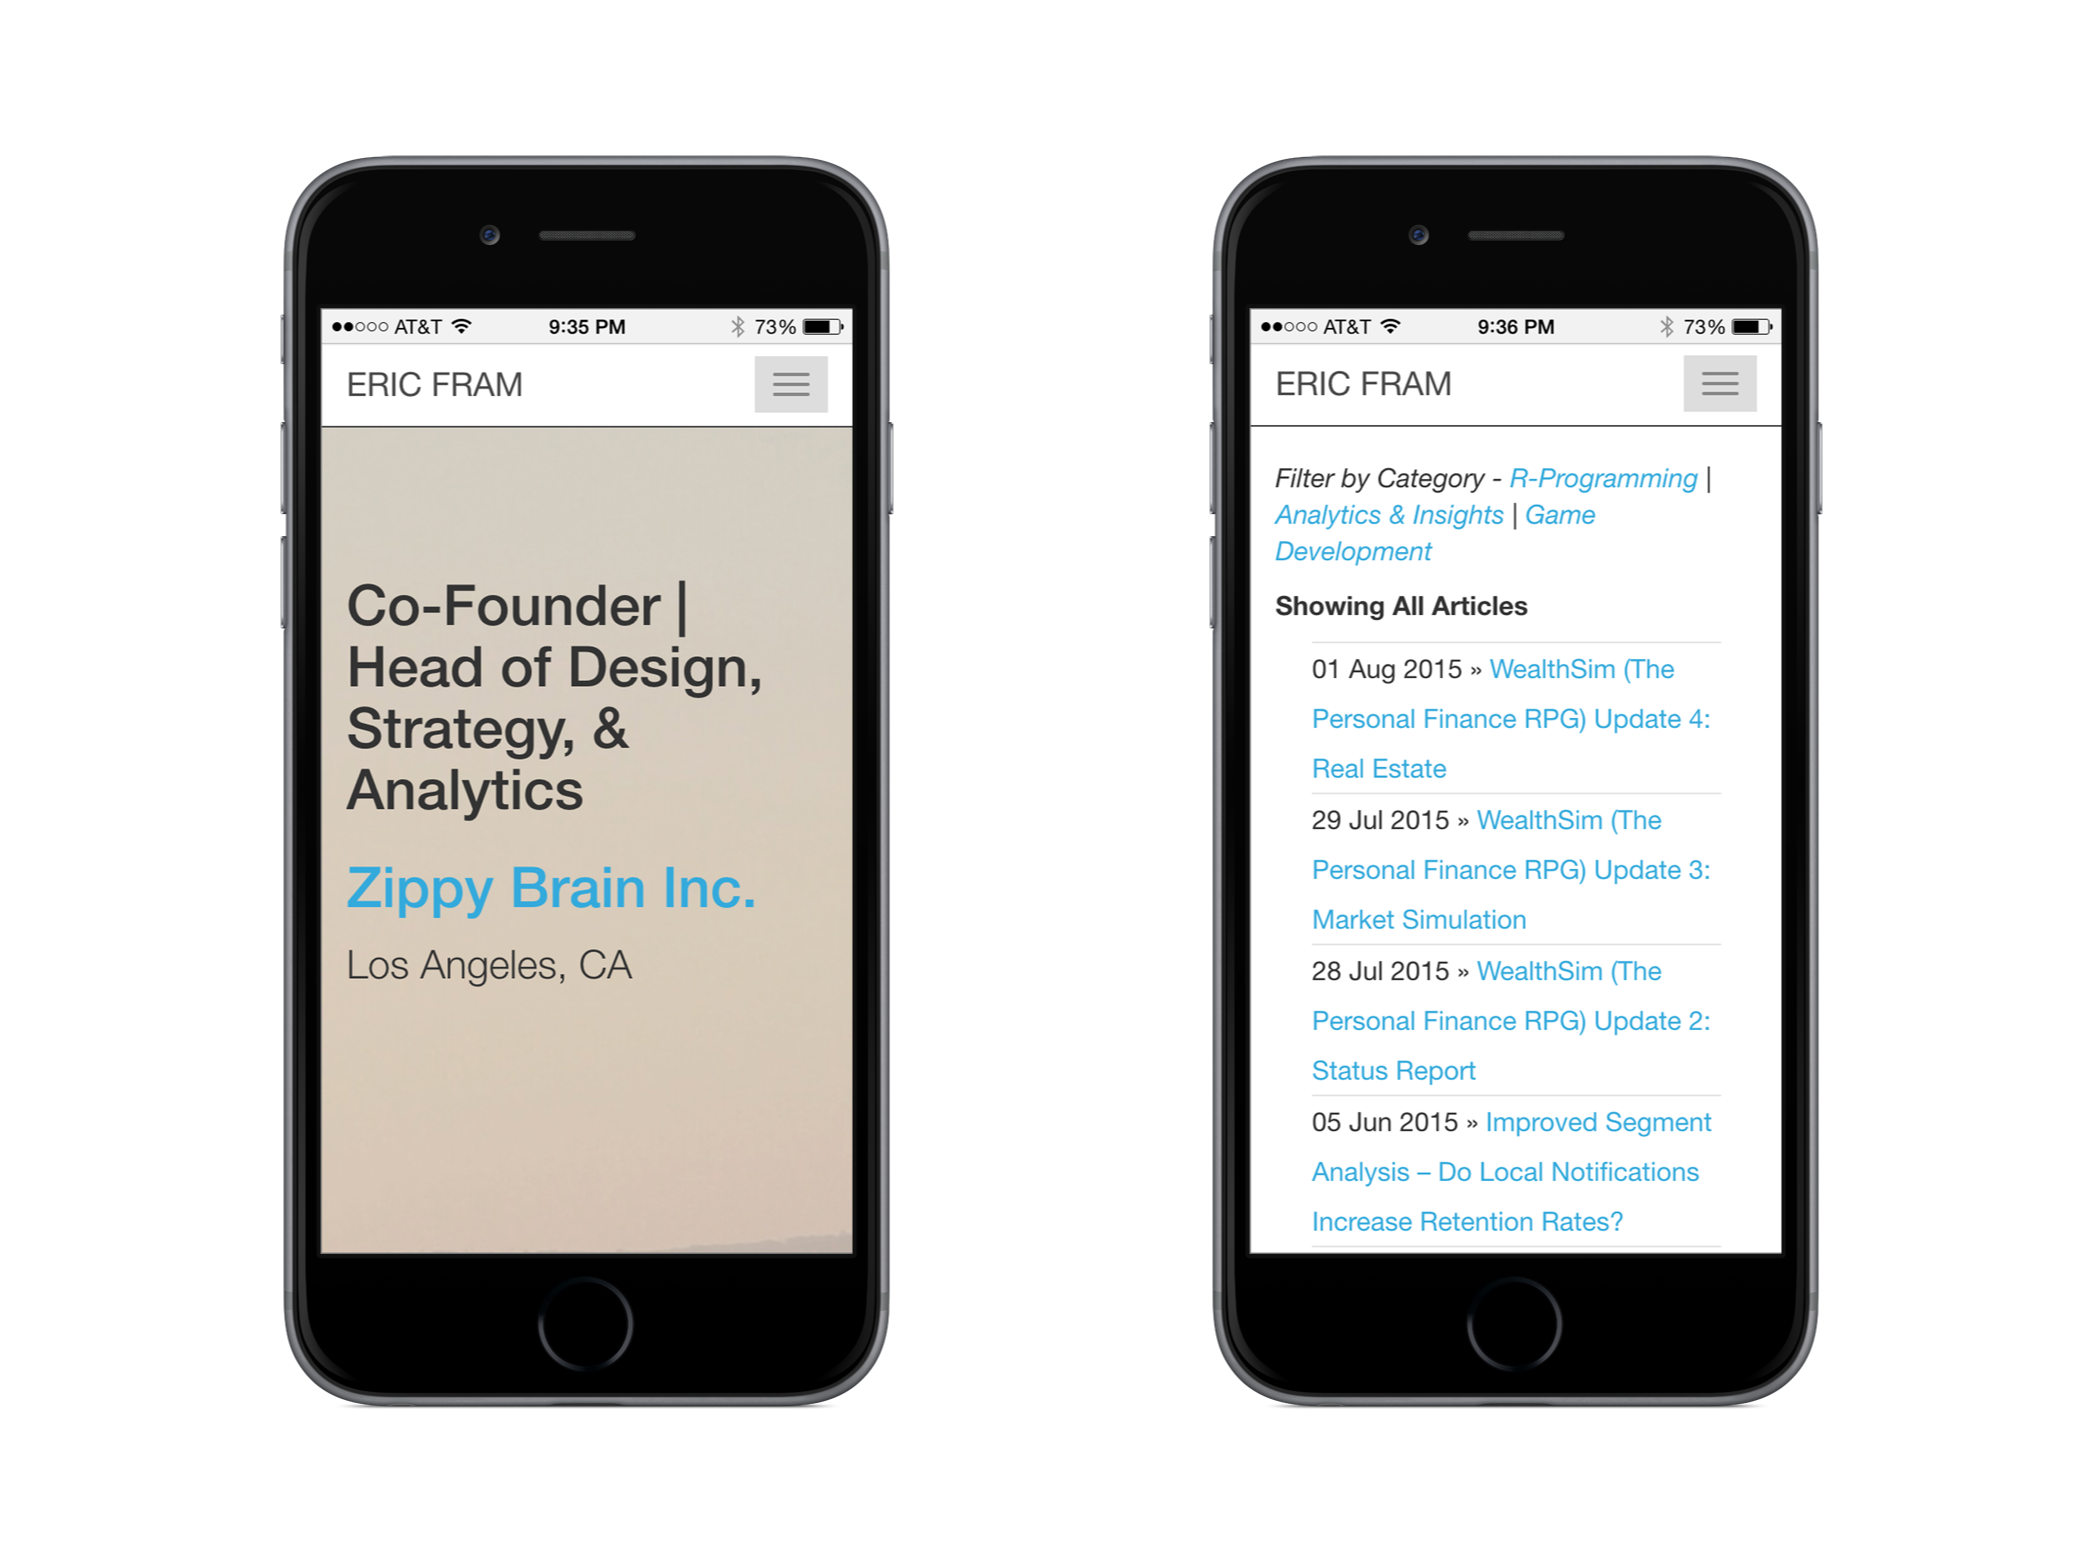 AT&T 9:35 PM 73%
ERIC FRAM
Co-Founder |
Head of Design,
Strategy, &
Analytics
Zippy Brain Inc.
Los Angeles, CA
AT&T 9:36 PM 73%
ERIC FRAM
Filter by Category - R-Programming |
Analytics & Insights | Game
Development
Showing All Articles
01 Aug 2015 » WealthSim (The
Personal Finance RPG) Update 4:
Real Estate
29 Jul 2015 » WealthSim (The
Personal Finance RPG) Update 3:
Market Simulation
28 Jul 2015 » WealthSim (The
Personal Finance RPG) Update 2:
Status Report
05 Jun 2015 » Improved Segment
Analysis – Do Local Notifications
Increase Retention Rates?